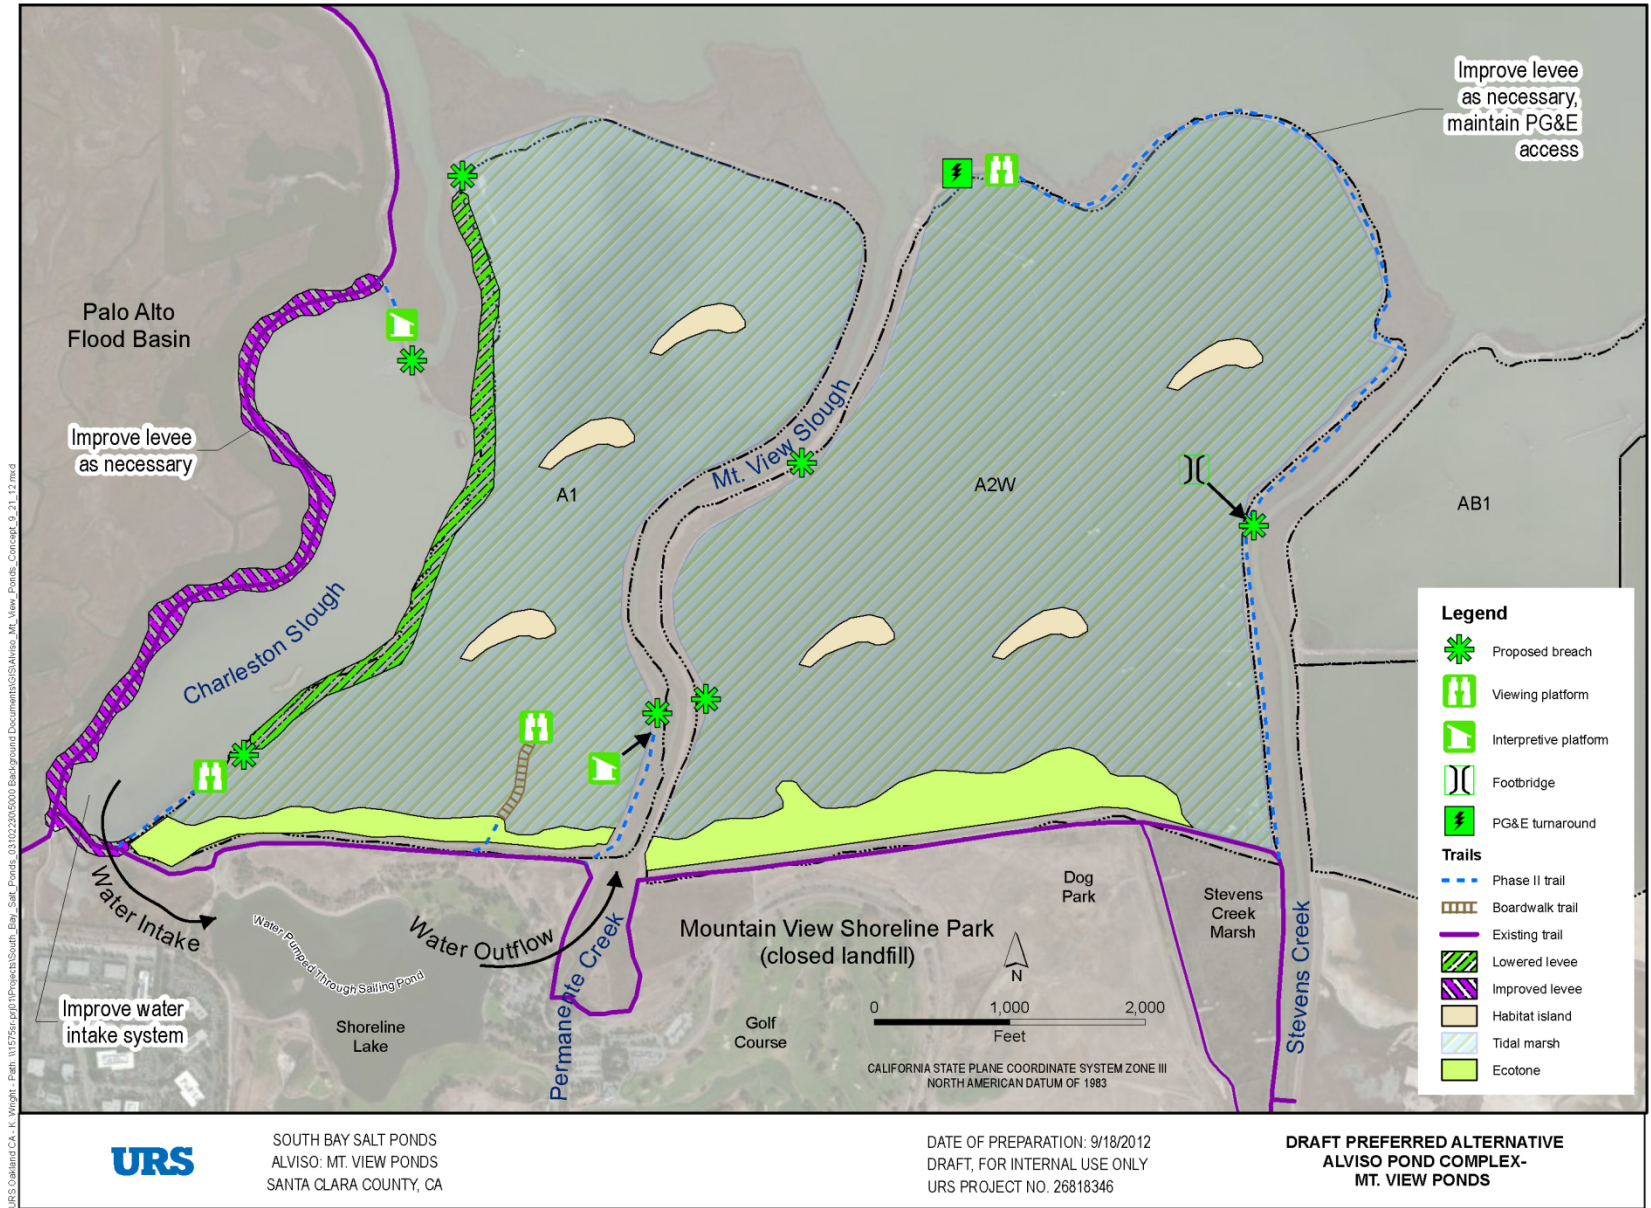 Improve levee
as necessary,
maintain PG&E
access
Palo Alto
Flood Basin
Improve levee
as necessary
Mt. View Slough
A1
A2W
AB1
Charleston Slough
Water Intake
Water Pumped Through Sailing Pond
Water Outflow
Permanente Creek
Improve water
intake system
Shoreline
Lake
Mountain View Shoreline Park
(closed landfill)
Dog
Park
Stevens
Creek
Marsh
Stevens Creek
Golf
Course
N
0 1,000 2,000
Feet
CALIFORNIA STATE PLANE COORDINATE SYSTEM ZONE III
NORTH AMERICAN DATUM OF 1983
Legend
Proposed breach
Viewing platform
Interpretive platform
Footbridge
PG&E turnaround
Trails
Phase II trail
Boardwalk trail
Existing trail
Lowered levee
Improved levee
Habitat island
Tidal marsh
Ecotone
URS
SOUTH BAY SALT PONDS
ALVISO: MT. VIEW PONDS
SANTA CLARA COUNTY, CA
DATE OF PREPARATION: 9/18/2012
DRAFT, FOR INTERNAL USE ONLY
URS PROJECT NO. 26818346
DRAFT PREFERRED ALTERNATIVE
ALVISO POND COMPLEX-
MT. VIEW PONDS